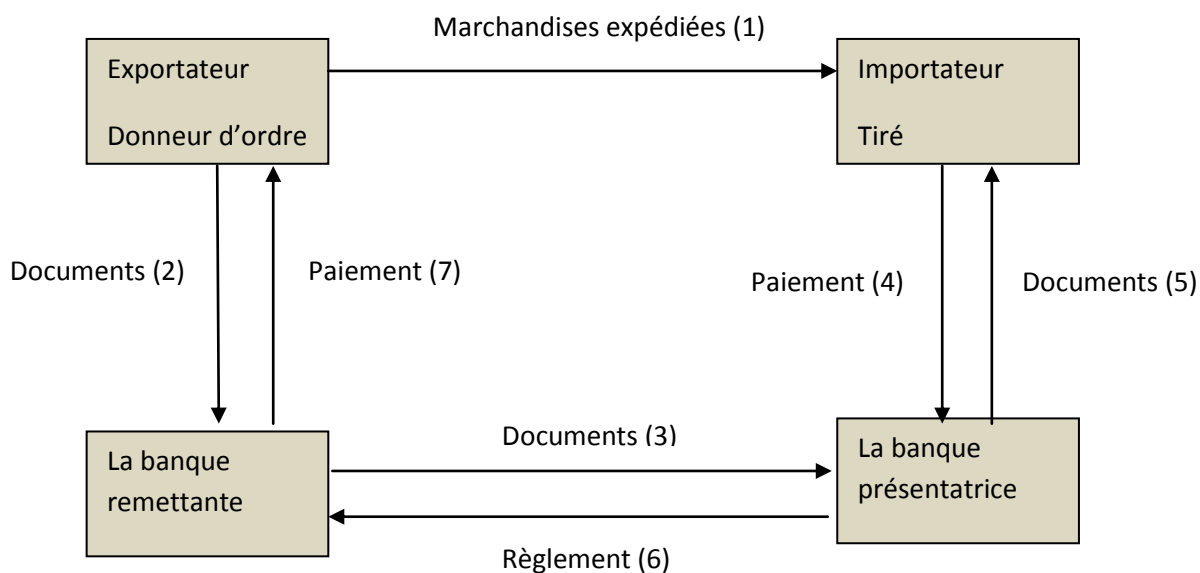 Marchandises expédiées (1)
Exportateur
Donneur d’ordre
Importateur
Tiré
Documents (2)
Paiement (7)
Paiement (4)
Documents (5)
Documents (3)
La banque
remettante
La banque
présentatrice
Règlement (6)